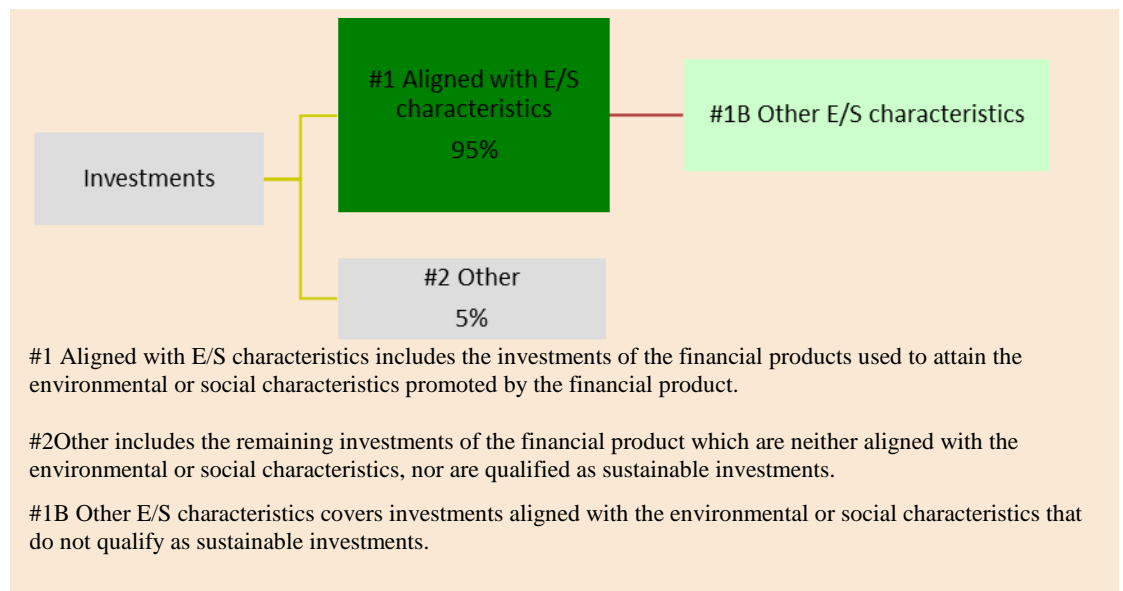 Investments
#1 Aligned with E/S
characteristics
95%
#1B Other E/S characteristics
#2 Other
5%
#1 Aligned with E/S characteristics includes the investments of the financial products used to attain the
environmental or social characteristics promoted by the financial product.
#2Other includes the remaining investments of the financial product which are neither aligned with the
environmental or social characteristics, nor are qualified as sustainable investments.
#1B Other E/S characteristics covers investments aligned with the environmental or social characteristics that
do not qualify as sustainable investments.